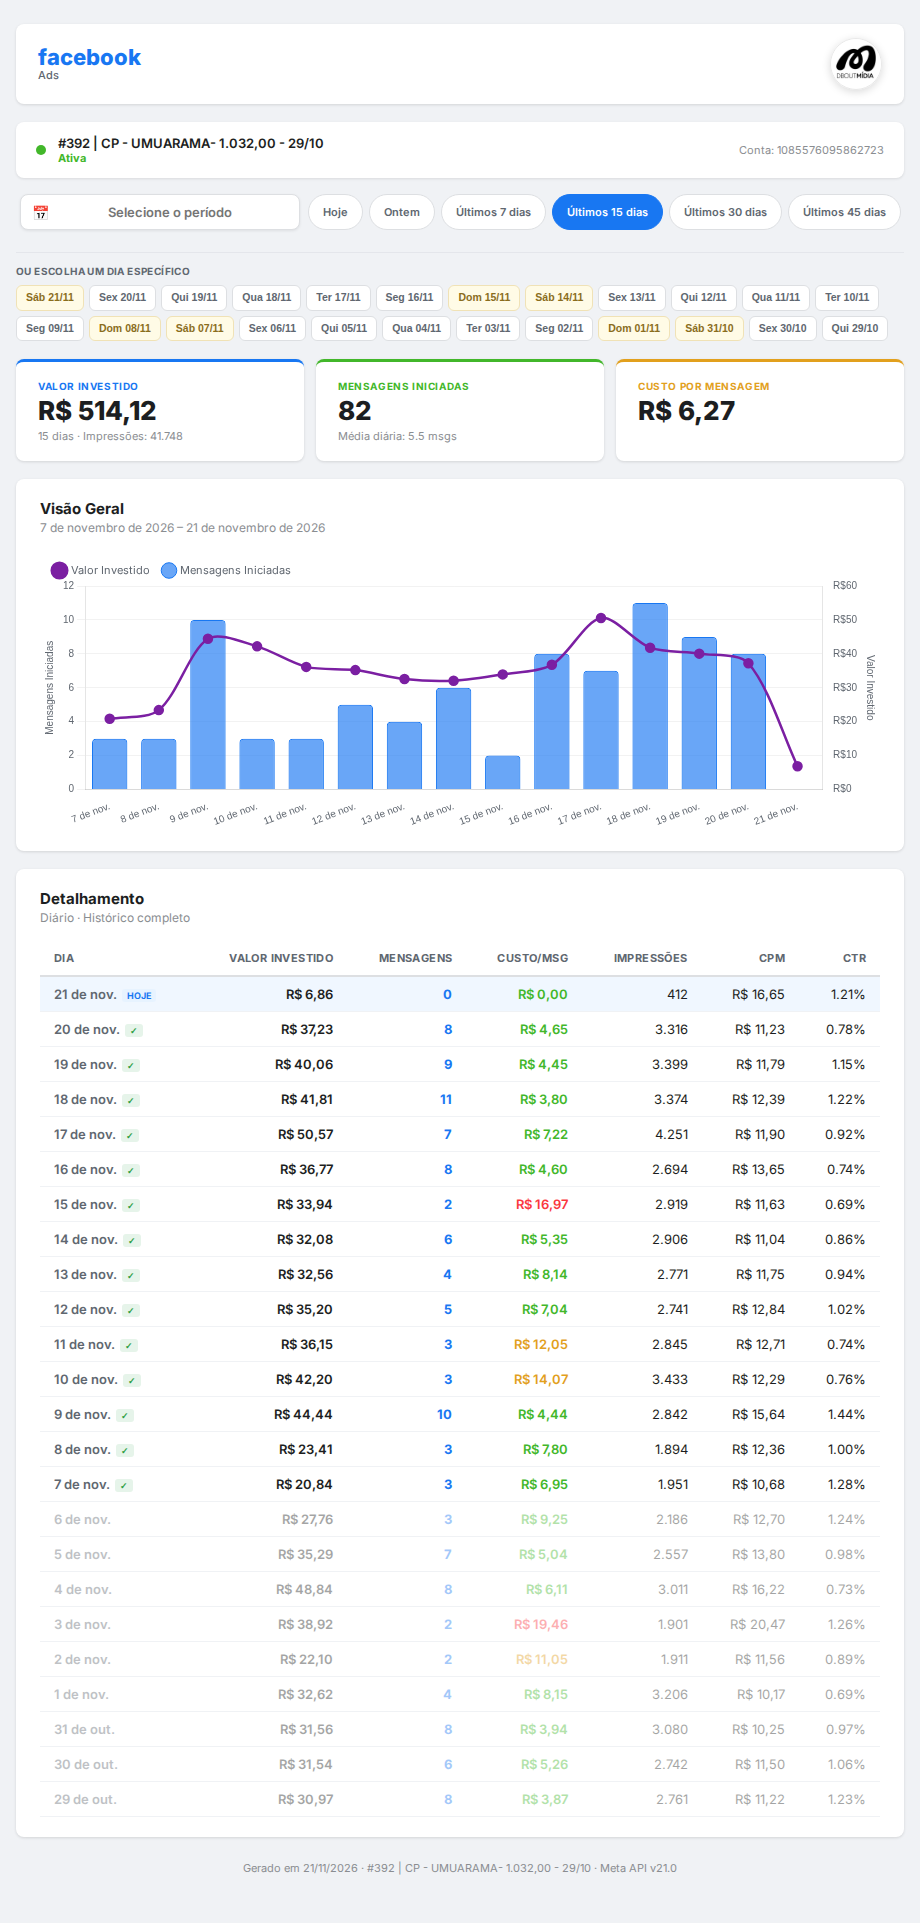 facebook
Ads
DBOUTMÍDIA
#392 | CP - UMUARAMA- 1.032,00 - 29/10
Ativa
Conta: 1085576095862723
📅 Selecione o período Hoje Ontem Últimos 7 dias Últimos 15 dias Últimos 30 dias Últimos 45 dias
OU ESCOLHA UM DIA ESPECÍFICO
Sáb 21/11 Sex 20/11 Qui 19/11 Qua 18/11 Ter 17/11 Seg 16/11 Dom 15/11 Sáb 14/11 Sex 13/11 Qui 12/11 Qua 11/11 Ter 10/11
Seg 09/11 Dom 08/11 Sáb 07/11 Sex 06/11 Qui 05/11 Qua 04/11 Ter 03/11 Seg 02/11 Dom 01/11 Sáb 31/10 Sex 30/10 Qui 29/10
VALOR INVESTIDO
R$ 514,12
15 dias · Impressões: 41.748
MENSAGENS INICIADAS
82
Média diária: 5.5 msgs
CUSTO POR MENSAGEM
R$ 6,27
Visão Geral
7 de novembro de 2026 – 21 de novembro de 2026
Valor Investido Mensagens Iniciadas
Mensagens Iniciadas
12
10
8
6
4
2
0
R$60
R$50
R$40
R$30
R$20
R$10
R$0
Valor Investido
7 de nov. 8 de nov. 9 de nov. 10 de nov. 11 de nov. 12 de nov. 13 de nov. 14 de nov. 15 de nov. 16 de nov. 17 de nov. 18 de nov. 19 de nov. 20 de nov. 21 de nov.
Detalhamento
Diário · Histórico completo
DIA VALOR INVESTIDO MENSAGENS CUSTO/MSG IMPRESSÕES CPM CTR
21 de nov. HOJE R$ 6,86 0 R$ 0,00 412 R$ 16,65 1.21%
20 de nov. ✓ R$ 37,23 8 R$ 4,65 3.316 R$ 11,23 0.78%
19 de nov. ✓ R$ 40,06 9 R$ 4,45 3.399 R$ 11,79 1.15%
18 de nov. ✓ R$ 41,81 11 R$ 3,80 3.374 R$ 12,39 1.22%
17 de nov. ✓ R$ 50,57 7 R$ 7,22 4.251 R$ 11,90 0.92%
16 de nov. ✓ R$ 36,77 8 R$ 4,60 2.694 R$ 13,65 0.74%
15 de nov. ✓ R$ 33,94 2 R$ 16,97 2.919 R$ 11,63 0.69%
14 de nov. ✓ R$ 32,08 6 R$ 5,35 2.906 R$ 11,04 0.86%
13 de nov. ✓ R$ 32,56 4 R$ 8,14 2.771 R$ 11,75 0.94%
12 de nov. ✓ R$ 35,20 5 R$ 7,04 2.741 R$ 12,84 1.02%
11 de nov. ✓ R$ 36,15 3 R$ 12,05 2.845 R$ 12,71 0.74%
10 de nov. ✓ R$ 42,20 3 R$ 14,07 3.433 R$ 12,29 0.76%
9 de nov. ✓ R$ 44,44 10 R$ 4,44 2.842 R$ 15,64 1.44%
8 de nov. ✓ R$ 23,41 3 R$ 7,80 1.894 R$ 12,36 1.00%
7 de nov. ✓ R$ 20,84 3 R$ 6,95 1.951 R$ 10,68 1.28%
6 de nov. R$ 27,76 3 R$ 9,25 2.186 R$ 12,70 1.24%
5 de nov. R$ 35,29 7 R$ 5,04 2.557 R$ 13,80 0.98%
4 de nov. R$ 48,84 8 R$ 6,11 3.011 R$ 16,22 0.73%
3 de nov. R$ 38,92 2 R$ 19,46 1.901 R$ 20,47 1.26%
2 de nov. R$ 22,10 2 R$ 11,05 1.911 R$ 11,56 0.89%
1 de nov. R$ 32,62 4 R$ 8,15 3.206 R$ 10,17 0.69%
31 de out. R$ 31,56 8 R$ 3,94 3.080 R$ 10,25 0.97%
30 de out. R$ 31,54 6 R$ 5,26 2.742 R$ 11,50 1.06%
29 de out. R$ 30,97 8 R$ 3,87 2.761 R$ 11,22 1.23%
Gerado em 21/11/2026 · #392 | CP - UMUARAMA- 1.032,00 - 29/10 · Meta API v21.0